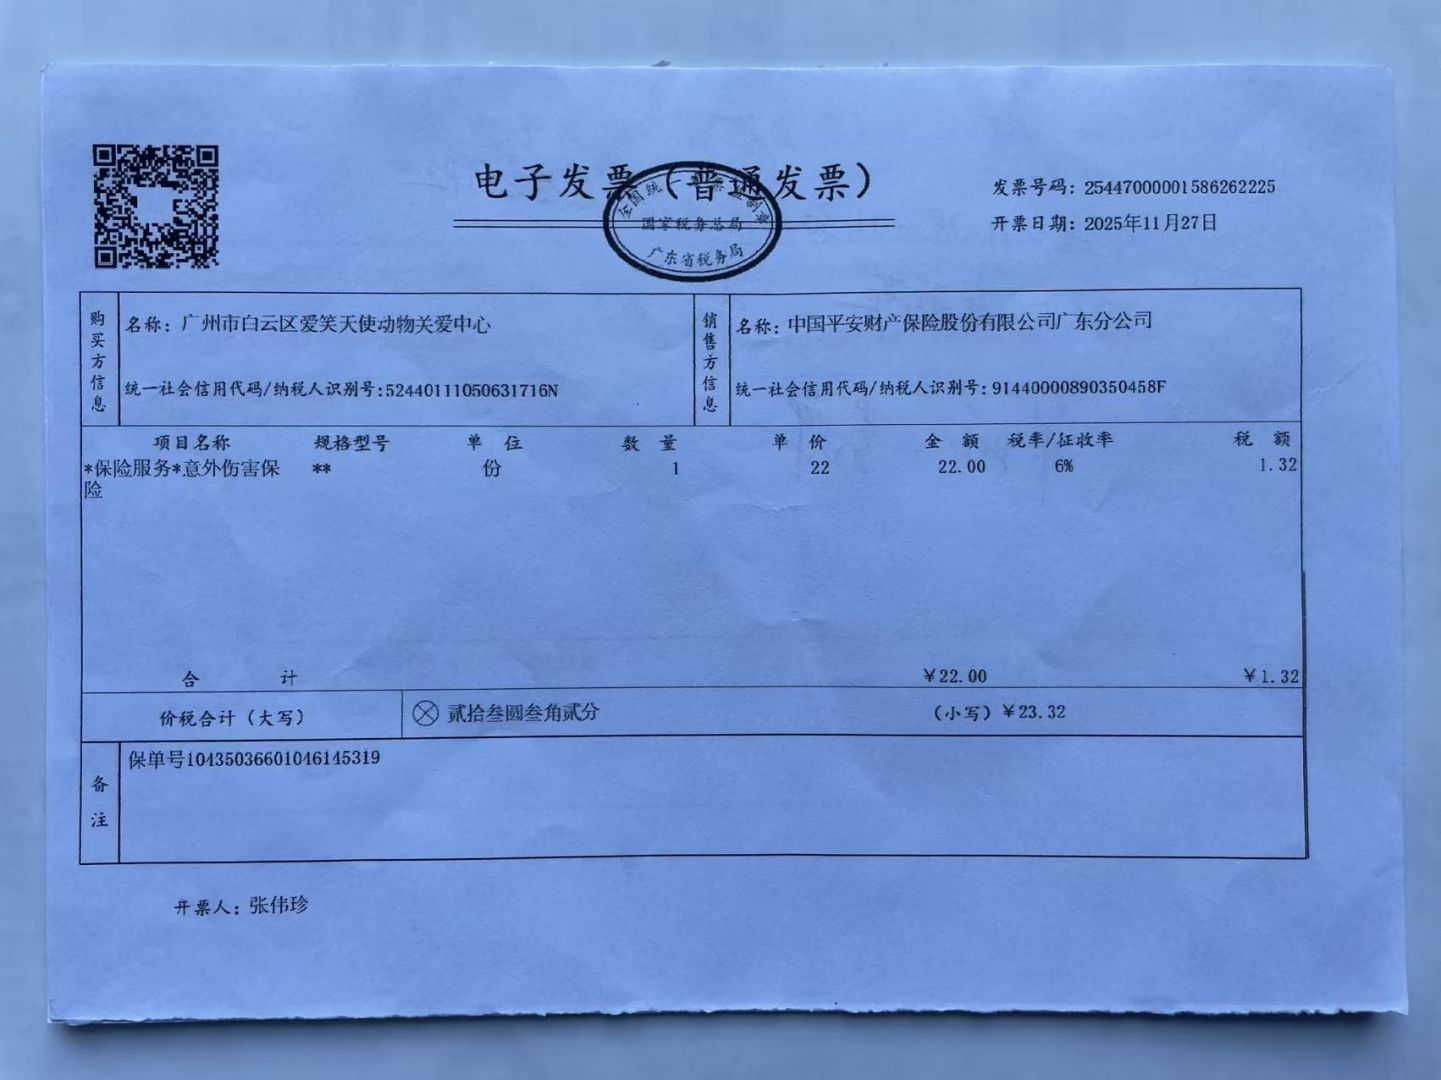 电子发票（普通发票）
国家税务总局
广东省税务局
发票号码：25447000001586262225
开票日期：2025年11月27日
购买方信息
名称：广州市白云区爱笑天使动物关爱中心
统一社会信用代码/纳税人识别号：52440111050631716N
销售方信息
名称：中国平安财产保险股份有限公司广东分公司
统一社会信用代码/纳税人识别号：91440000890350458F
项目名称 规格型号 单位 数量 单价 金额 税率/征收率 税额
*保险服务*意外伤害保 ** 份 1 22 22.00 6% 1.32
险
合计 ¥22.00 ¥1.32
价税合计（大写） 贰拾叁圆叁角贰分 （小写）¥23.32
备注
保单号10435036601046145319
开票人：张伟珍